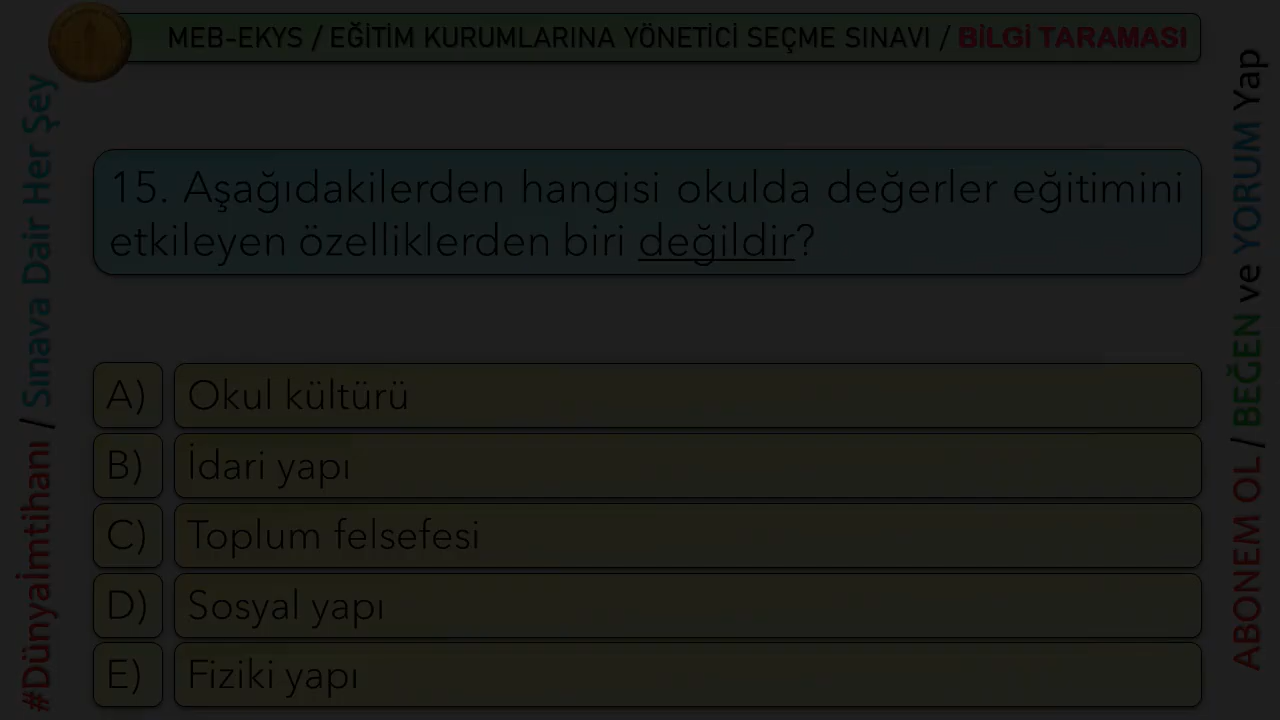 MEB-EKYS / EĞİTİM KURUMLARINA YÖNETİCİ SEÇME SINAVI / BİLGİ TARAMASI
#Dünyaimtihanı / Sınava Dair Her Şey
15. Aşağıdakilerden hangisi okulda değerler eğitimini
etkileyen özelliklerden biri değildir?
A) Okul kültürü
B) İdari yapı
C) Toplum felsefesi
D) Sosyal yapı
E) Fiziki yapı
ABONEM OL / BEĞEN ve YORUM Yap